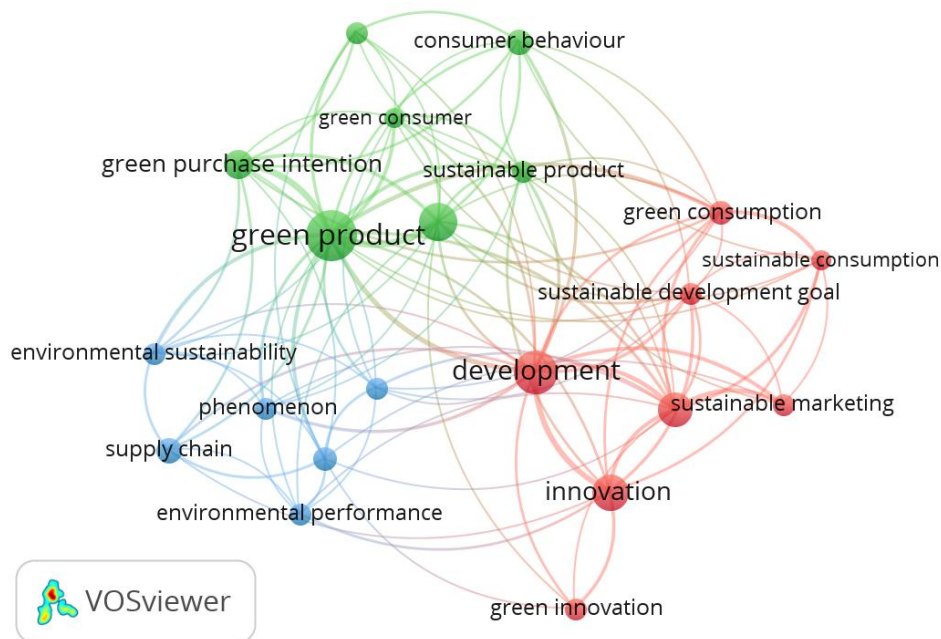 consumer behaviour
green consumer
green purchase intention
sustainable product
green consumption
green product
sustainable consumption
sustainable development goal
environmental sustainability
development
phenomenon
sustainable marketing
supply chain
innovation
environmental performance
VOSviewer
green innovation